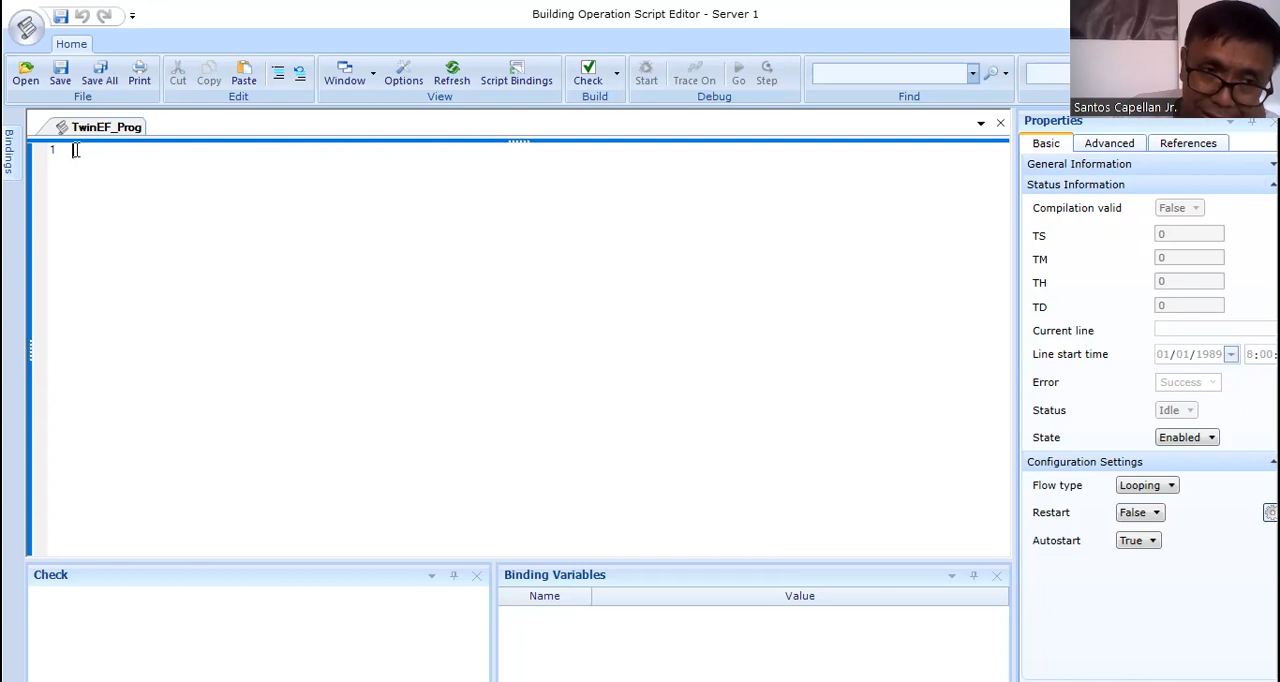 Building Operation Script Editor - Server 1
Home
Open Save Save All Print Cut Copy Paste Window Options Refresh Script Bindings Check Start Trace On Go Step
File Edit View Build Debug Find
Santos Capellan Jr.
Bindings
TwinEF_Prog
1
Properties
Basic Advanced References
General Information
Status Information
Compilation valid False
TS 0
TM 0
TH 0
TD 0
Current line
Line start time 01/01/1989 8:00:
Error Success
Status Idle
State Enabled
Configuration Settings
Flow type Looping
Restart False
Autostart True
Check
Binding Variables
Name Value